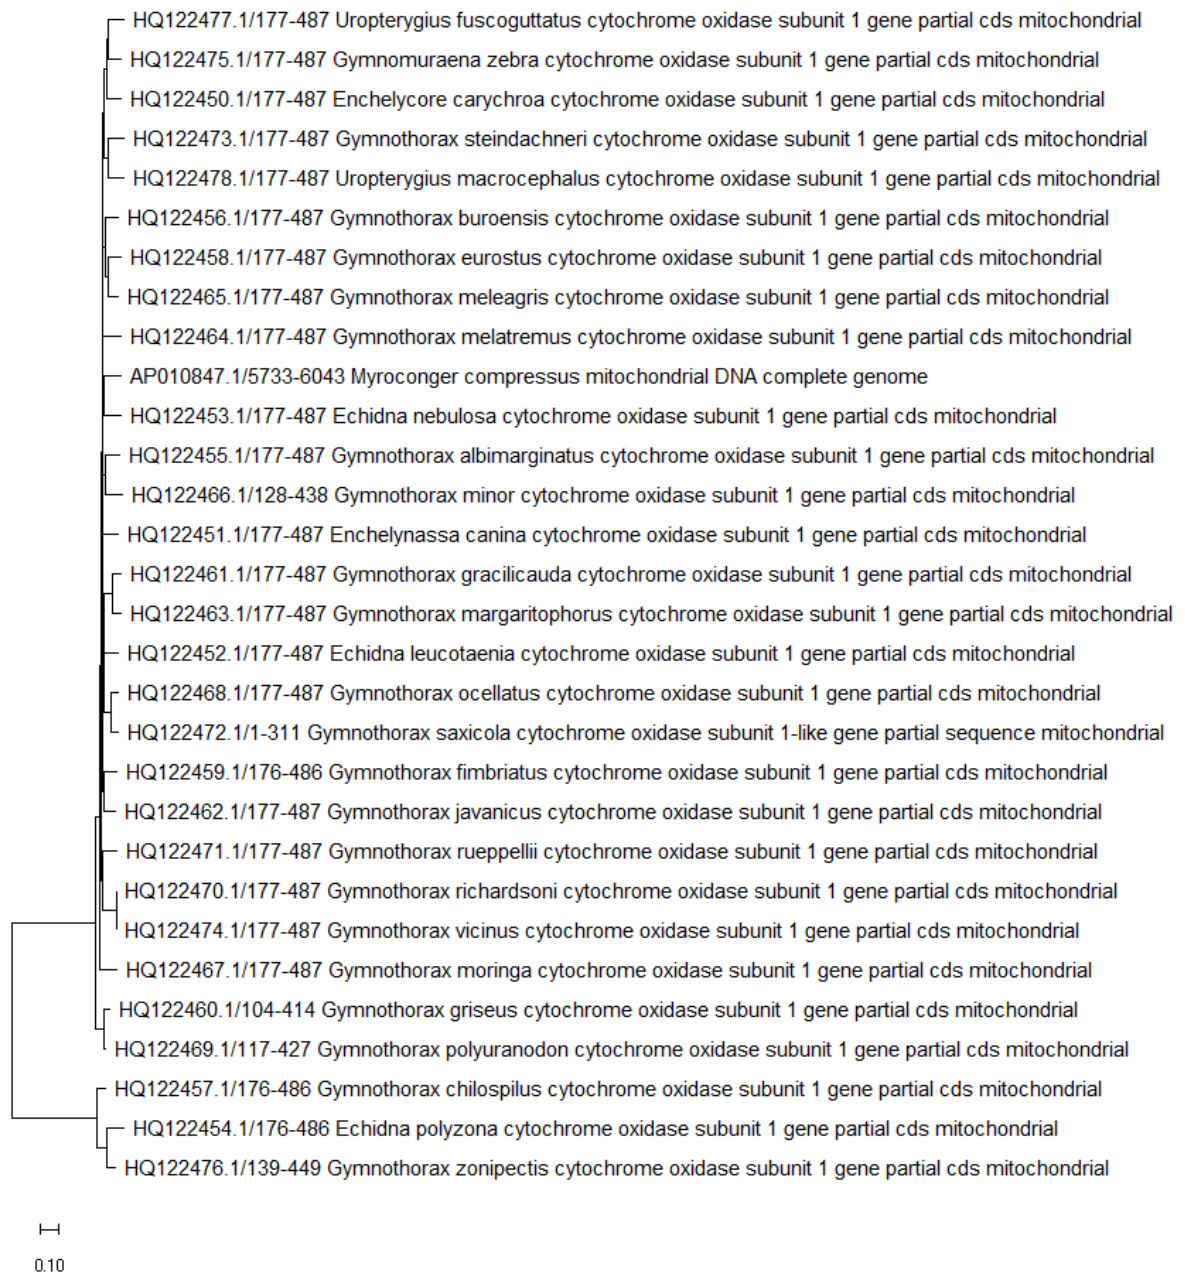 HQ122477.1/177-487 Uropterygius fuscoguttatus cytochrome oxidase subunit 1 gene partial cds mitochondrial
HQ122475.1/177-487 Gymnomuraena zebra cytochrome oxidase subunit 1 gene partial cds mitochondrial
HQ122450.1/177-487 Enchelycore carychroa cytochrome oxidase subunit 1 gene partial cds mitochondrial
HQ122473.1/177-487 Gymnothorax steindachneri cytochrome oxidase subunit 1 gene partial cds mitochondrial
HQ122478.1/177-487 Uropterygius macrocephalus cytochrome oxidase subunit 1 gene partial cds mitochondrial
HQ122456.1/177-487 Gymnothorax buroensis cytochrome oxidase subunit 1 gene partial cds mitochondrial
HQ122458.1/177-487 Gymnothorax eurostus cytochrome oxidase subunit 1 gene partial cds mitochondrial
HQ122465.1/177-487 Gymnothorax meleagris cytochrome oxidase subunit 1 gene partial cds mitochondrial
HQ122464.1/177-487 Gymnothorax melatremus cytochrome oxidase subunit 1 gene partial cds mitochondrial
AP010847.1/5733-6043 Myroconger compressus mitochondrial DNA complete genome
HQ122453.1/177-487 Echidna nebulosa cytochrome oxidase subunit 1 gene partial cds mitochondrial
HQ122455.1/177-487 Gymnothorax albimarginatus cytochrome oxidase subunit 1 gene partial cds mitochondrial
HQ122466.1/128-438 Gymnothorax minor cytochrome oxidase subunit 1 gene partial cds mitochondrial
HQ122451.1/177-487 Enchelynassa canina cytochrome oxidase subunit 1 gene partial cds mitochondrial
HQ122461.1/177-487 Gymnothorax gracilicauda cytochrome oxidase subunit 1 gene partial cds mitochondrial
HQ122463.1/177-487 Gymnothorax margaritophorus cytochrome oxidase subunit 1 gene partial cds mitochondrial
HQ122452.1/177-487 Echidna leucotaenia cytochrome oxidase subunit 1 gene partial cds mitochondrial
HQ122468.1/177-487 Gymnothorax ocellatus cytochrome oxidase subunit 1 gene partial cds mitochondrial
HQ122472.1/1-311 Gymnothorax saxicola cytochrome oxidase subunit 1-like gene partial sequence mitochondrial
HQ122459.1/176-486 Gymnothorax fimbriatus cytochrome oxidase subunit 1 gene partial cds mitochondrial
HQ122462.1/177-487 Gymnothorax javanicus cytochrome oxidase subunit 1 gene partial cds mitochondrial
HQ122471.1/177-487 Gymnothorax rueppellii cytochrome oxidase subunit 1 gene partial cds mitochondrial
HQ122470.1/177-487 Gymnothorax richardsoni cytochrome oxidase subunit 1 gene partial cds mitochondrial
HQ122474.1/177-487 Gymnothorax vicinus cytochrome oxidase subunit 1 gene partial cds mitochondrial
HQ122467.1/177-487 Gymnothorax moringa cytochrome oxidase subunit 1 gene partial cds mitochondrial
HQ122460.1/104-414 Gymnothorax griseus cytochrome oxidase subunit 1 gene partial cds mitochondrial
HQ122469.1/117-427 Gymnothorax polyuranodon cytochrome oxidase subunit 1 gene partial cds mitochondrial
HQ122457.1/176-486 Gymnothorax chilospilus cytochrome oxidase subunit 1 gene partial cds mitochondrial
HQ122454.1/176-486 Echidna polyzona cytochrome oxidase subunit 1 gene partial cds mitochondrial
HQ122476.1/139-449 Gymnothorax zonipectis cytochrome oxidase subunit 1 gene partial cds mitochondrial
0.10